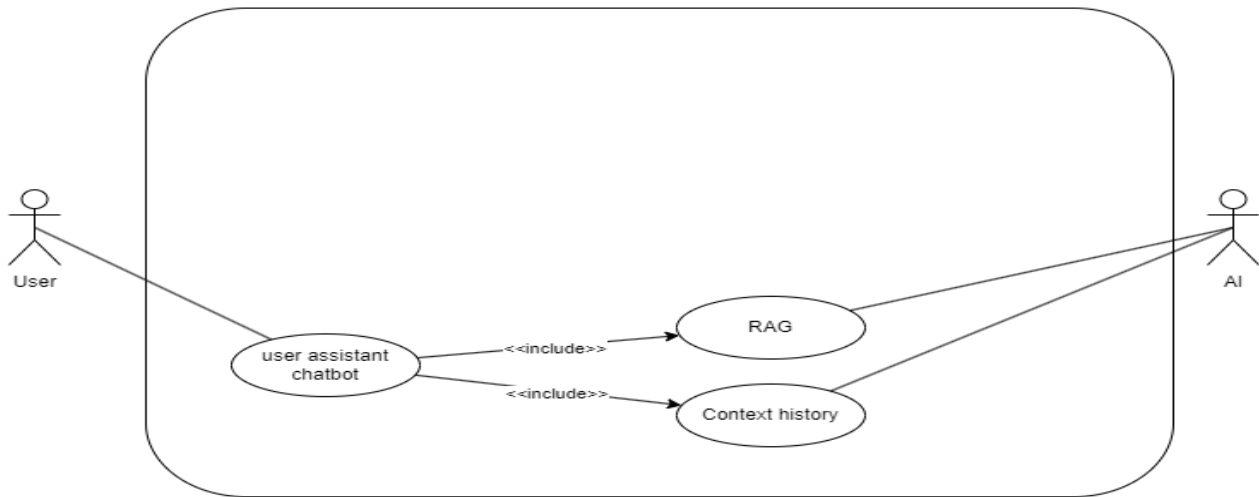 User
AI
user assistant
chatbot
<<include>>
<<include>>
RAG
Context history